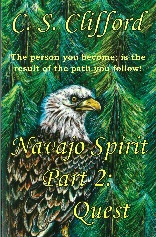 C. S. Clifford
The person you become; is the
result of the path you follow!
Navajo Spirit
Part 2:
Quest